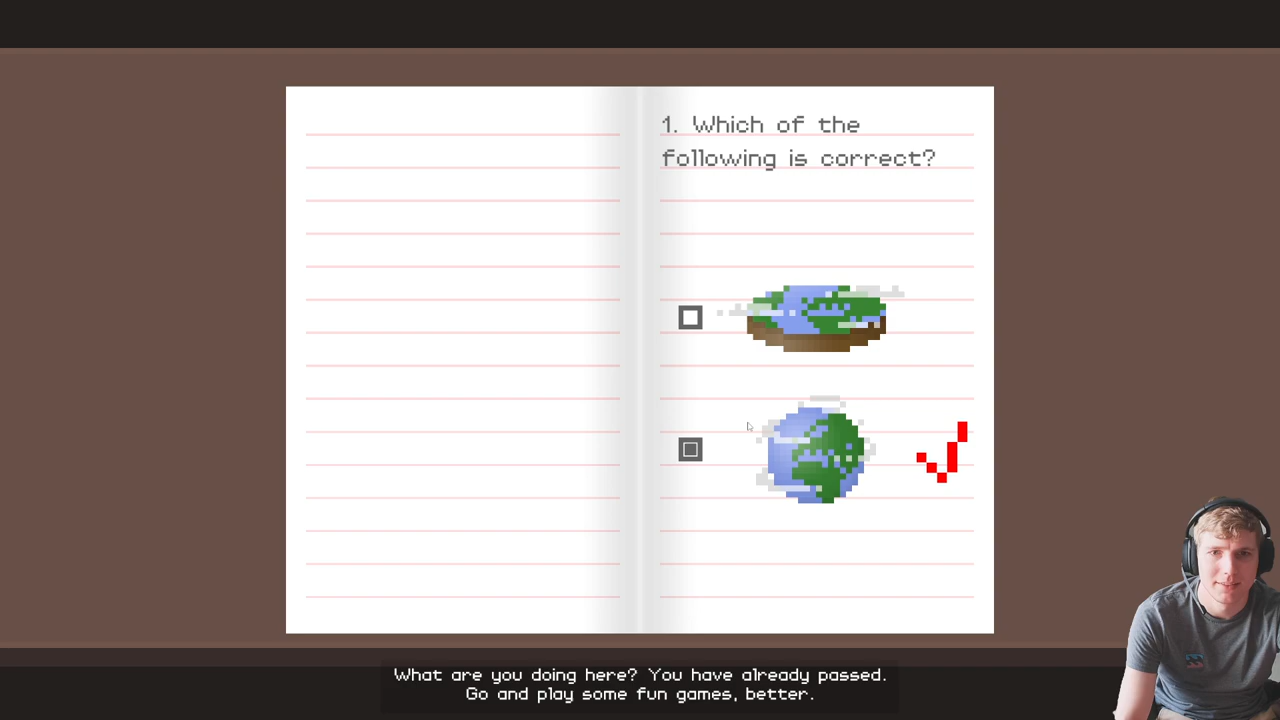 1. Which of the
following is correct?
What are you doing here? You have already passed.
Go and play some fun games, better.